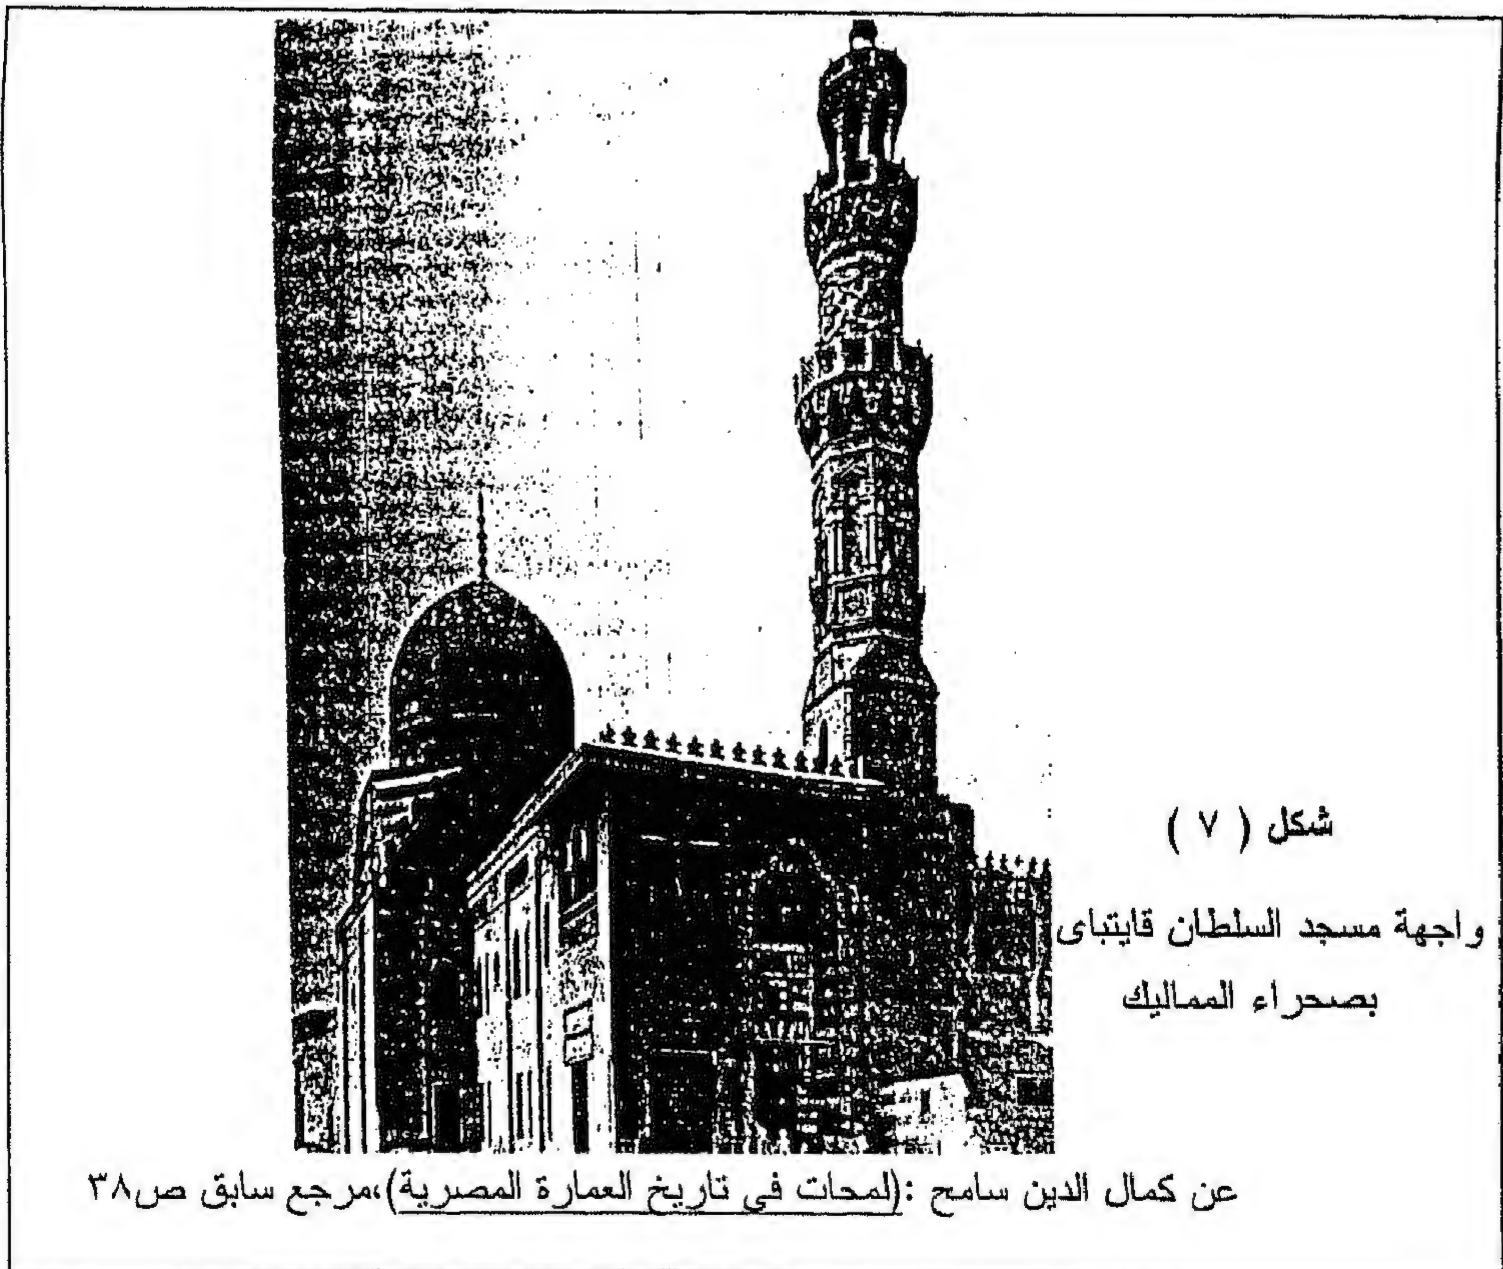 شكل ( ٧ )
واجهة مسجد السلطان قايتباى
بصحراء المماليك
عن كمال الدين سامح :(لمحات فى تاريخ العمارة المصرية)،مرجع سابق ص٣٨